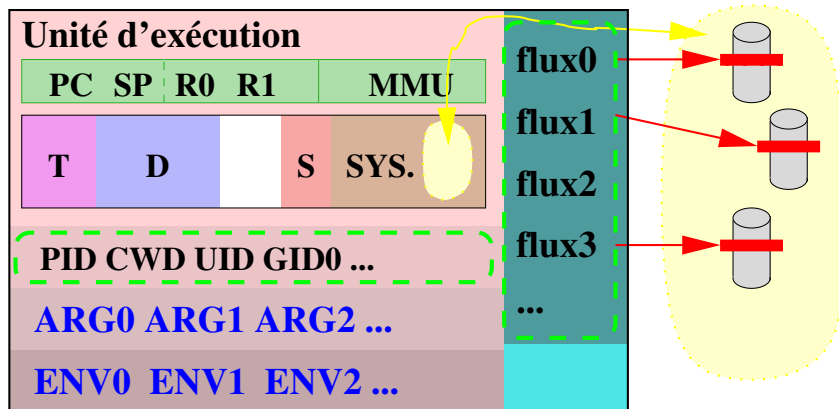 Unité d’exécution
PC SP R0 R1 MMU
T D S SYS.
PID CWD UID GID0 ...
ARG0 ARG1 ARG2 ...
ENV0 ENV1 ENV2 ...
flux0
flux1
flux2
flux3
...